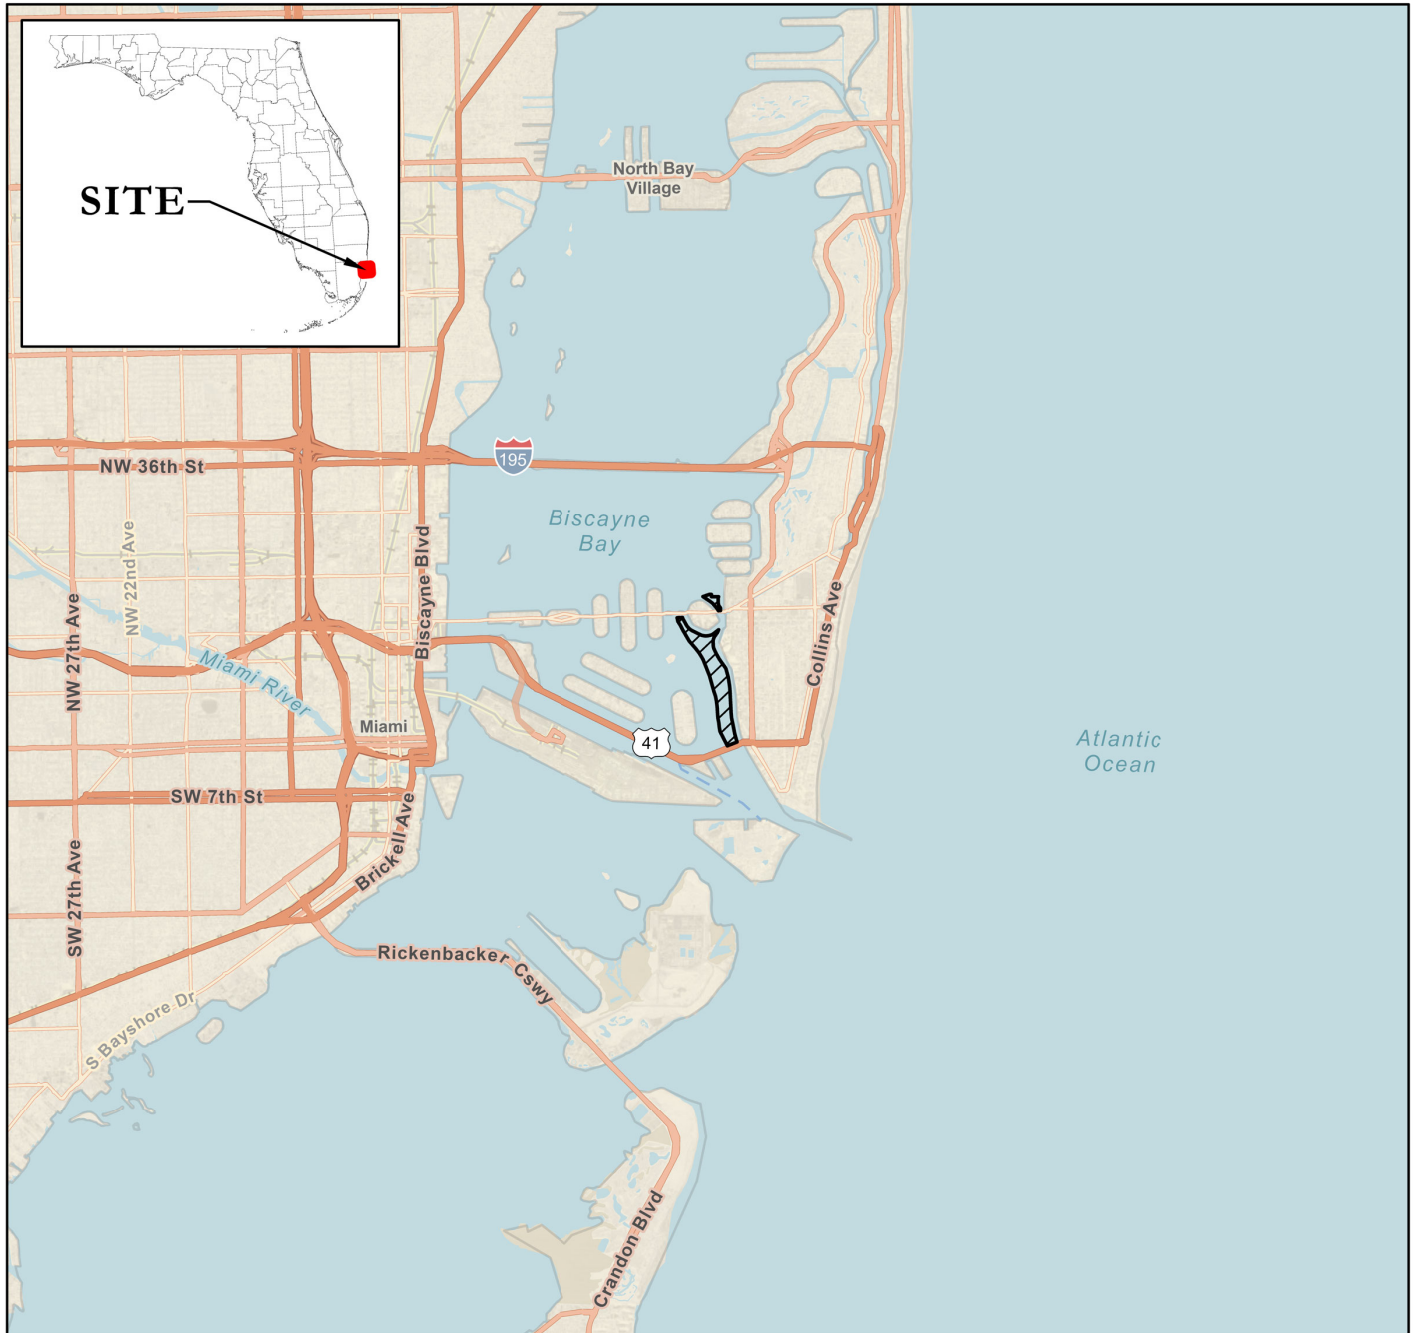 SITE
North Bay
Village
195
NW 36th St
Biscayne
Bay
NW 22nd Ave
Biscayne Blvd
NW 27th Ave
Collins Ave
Miami River
Miami
41
Atlantic
Ocean
SW 7th St
Brickell Ave
SW 27th Ave
Rickenbacker Cswy
S Bayshore Dr
Crandon Blvd